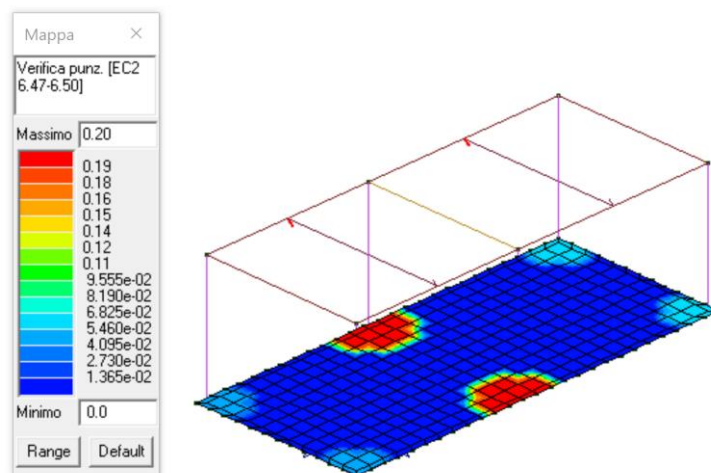 Mappa
Verifica punz. [EC2
6.47-6.50]
Massimo 0.20
0.19
0.18
0.16
0.15
0.14
0.12
0.11
9.555e-02
8.190e-02
6.825e-02
5.460e-02
4.095e-02
2.730e-02
1.365e-02
Minimo 0.0
Range Default